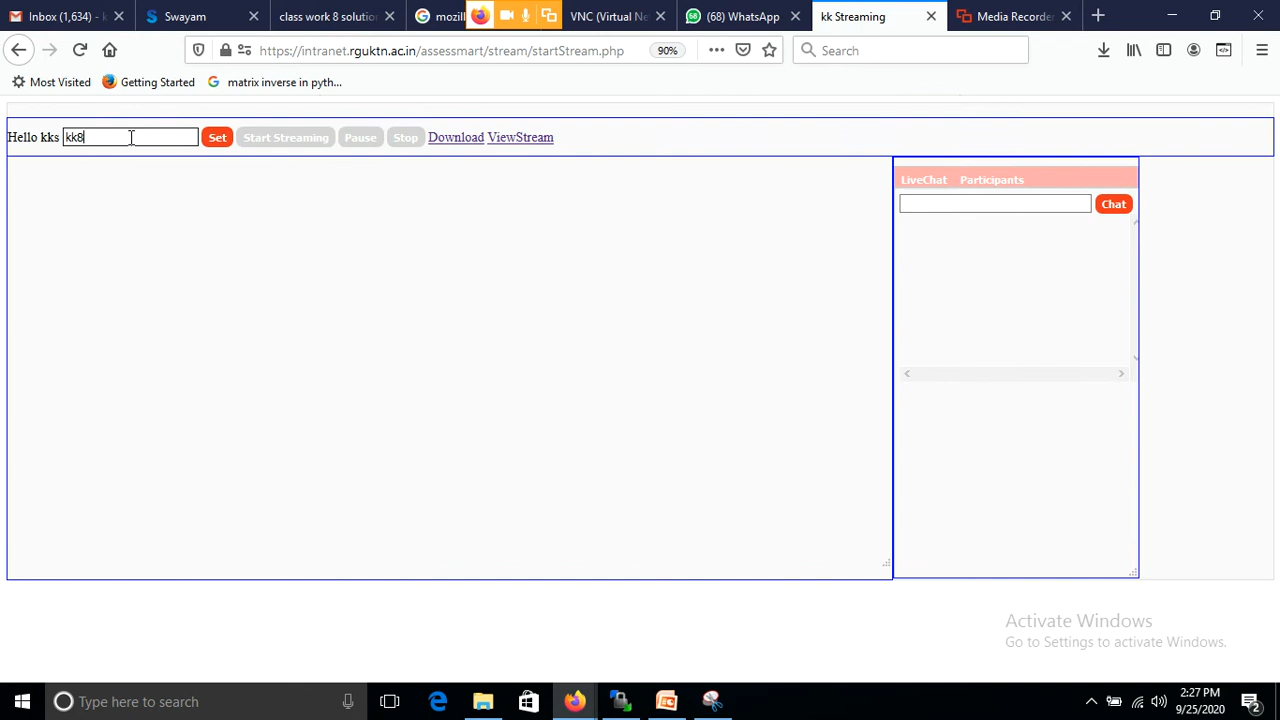 Inbox (1,634) - k
Swayam
class work 8 solutio
mozill
VNC (Virtual Ne
(68) WhatsApp
kk Streaming
Media Recorder
https://intranet.rguktn.ac.in/assessmart/stream/startStream.php
90%
Search
Most Visited
Getting Started
matrix inverse in pyth...
Hello kks
kk8
Set
Start Streaming
Pause
Stop
Download ViewStream
LiveChat
Participants
Chat
Activate Windows
Go to Settings to activate Windows.
Type here to search
2:27 PM
9/25/2020
2